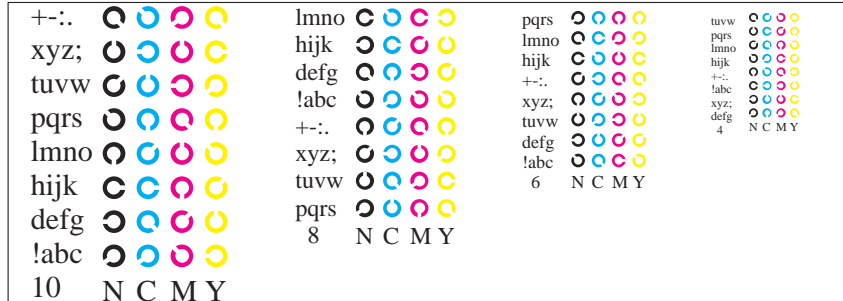 +-:.
xyz;
tuvw
pqrs
lmno
hijk
defg
!abc
10 N C M Y
lmno
hijk
defg
!abc
+-:.
xyz;
tuvw
pqrs
8 N C M Y
pqrs
lmno
hijk
+-:.
xyz;
tuvw
defg
!abc
6 N C M Y
tuvw
pqrs
lmno
hijk
+-:.
!abc
xyz;
defg
4 N C M Y